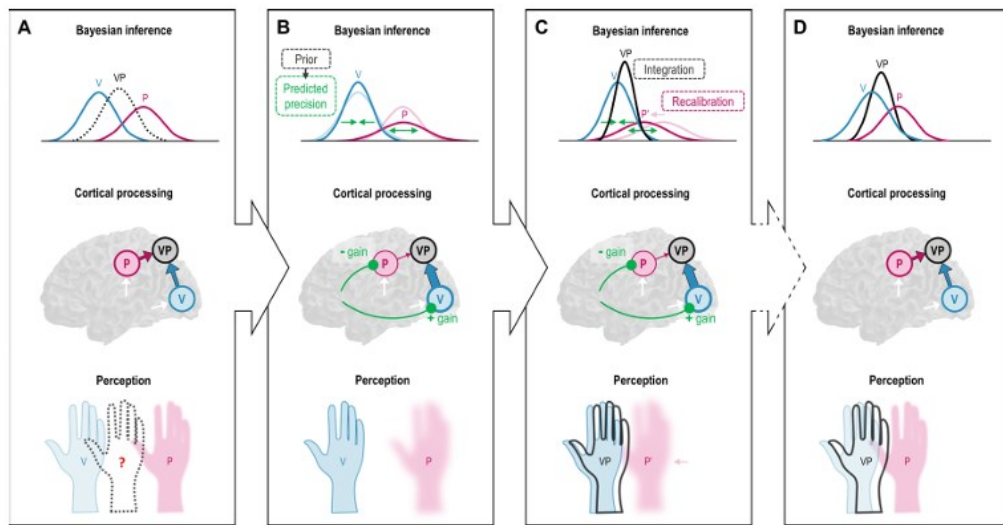 A
Bayesian inference
V
VP
P
Cortical processing
P
VP
V
Perception
V
?
P
B
Bayesian inference
Prior
Predicted
precision
V
P
Cortical processing
- gain
P
VP
V
+ gain
Perception
V
P
C
Bayesian inference
VP
V
Integration
Recalibration
P'
Cortical processing
- gain
P
VP
V
+ gain
Perception
VP
P'
D
Bayesian inference
VP
V
P
Cortical processing
P
VP
V
Perception
VP
P